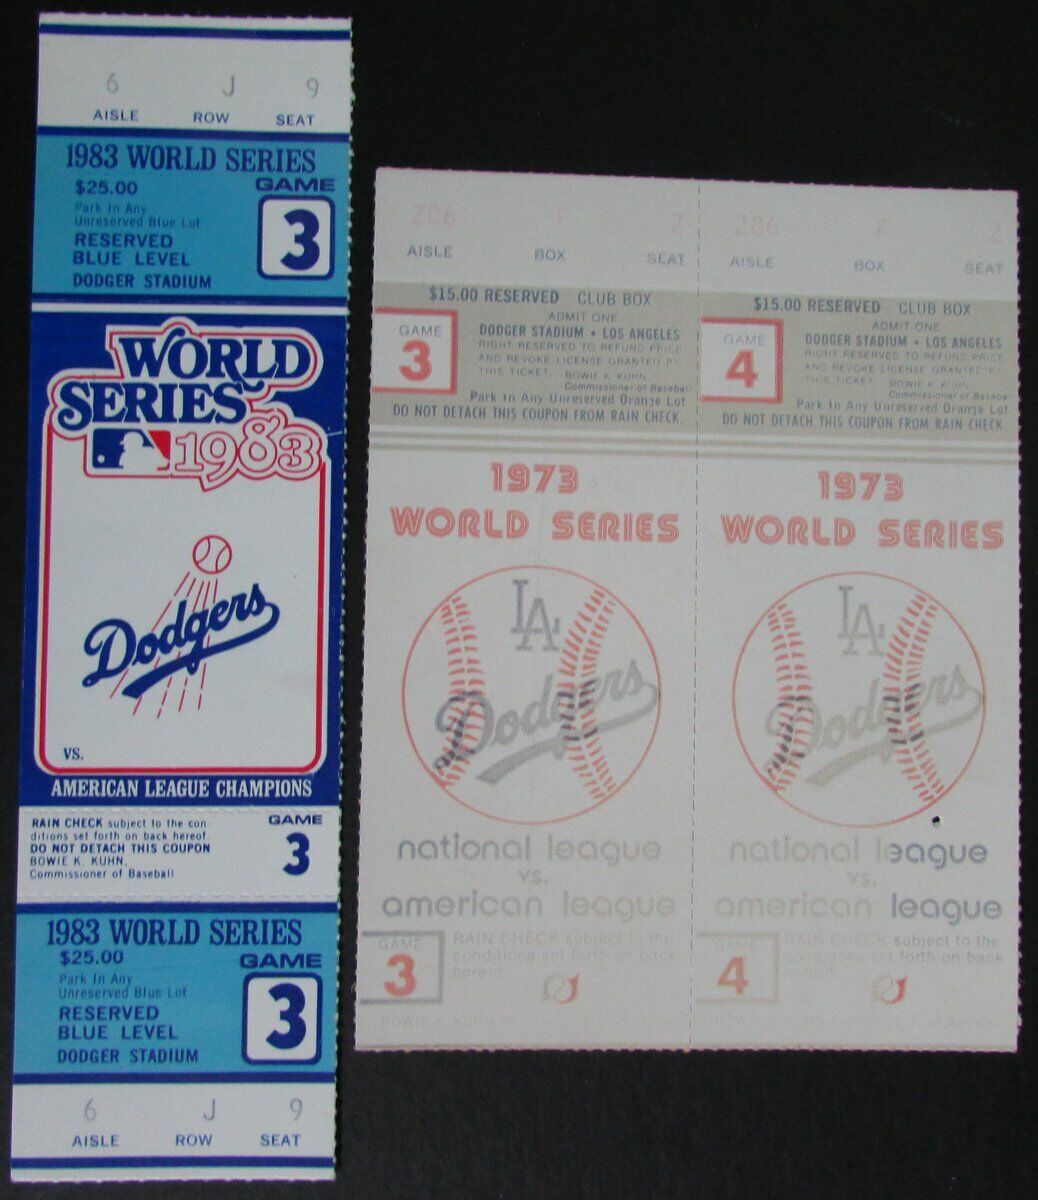 6 J 9
AISLE ROW SEAT
1983 WORLD SERIES
$25.00 GAME
Park In Any
Unreserved Blue Lot
RESERVED
BLUE LEVEL
3
DODGER STADIUM
WORLD
SERIES
1983
Dodgers
VS.
AMERICAN LEAGUE CHAMPIONS
RAIN CHECK subject to the con
ditions set forth on back hereof.
DO NOT DETACH THIS COUPON
BOWIE K. KUHN,
Commissioner of Baseball
GAME
3
1983 WORLD SERIES
$25.00 GAME
Park In Any
Unreserved Blue Lot
RESERVED
BLUE LEVEL
3
DODGER STADIUM
6 J 9
AISLE ROW SEAT
206 F 2
AISLE BOX SEAT
$15.00 RESERVED CLUB BOX
ADMIT ONE
GAME
3
DODGER STADIUM • LOS ANGELES
RIGHT RESERVED TO REFUND PRICE
AND REVOKE LICENSE GRANTED BY
THIS TICKET. BOWIE K. KUHN,
Commissioner of Baseball
Park In Any Unreserved Orange Lot
DO NOT DETACH THIS COUPON FROM RAIN CHECK.
1973
WORLD SERIES
LA
Dodgers
national league
vs.
american league
GAME
3
RAIN CHECK subject to the
conditions set forth on back
hereof.
BOWIE K. KUHN
206 F 2
AISLE BOX SEAT
$15.00 RESERVED CLUB BOX
ADMIT ONE
GAME
4
DODGER STADIUM • LOS ANGELES
RIGHT RESERVED TO REFUND PRICE
AND REVOKE LICENSE GRANTED BY
THIS TICKET. BOWIE K. KUHN,
Commissioner of Baseball
Park In Any Unreserved Orange Lot
DO NOT DETACH THIS COUPON FROM RAIN CHECK
1973
WORLD SERIES
LA
Dodgers
national league
vs.
american league
GAME
4
RAIN CHECK subject to the
conditions set forth on back
hereof.